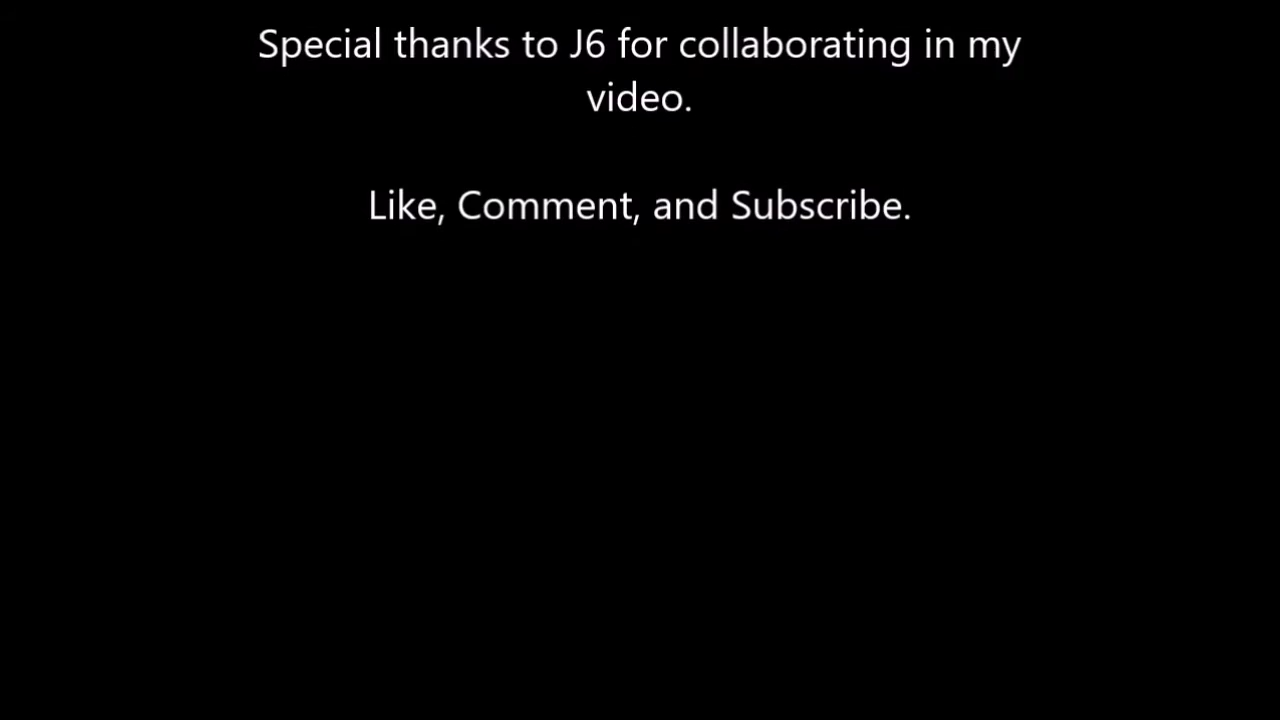 Special thanks to J6 for collaborating in my
video.
Like, Comment, and Subscribe.